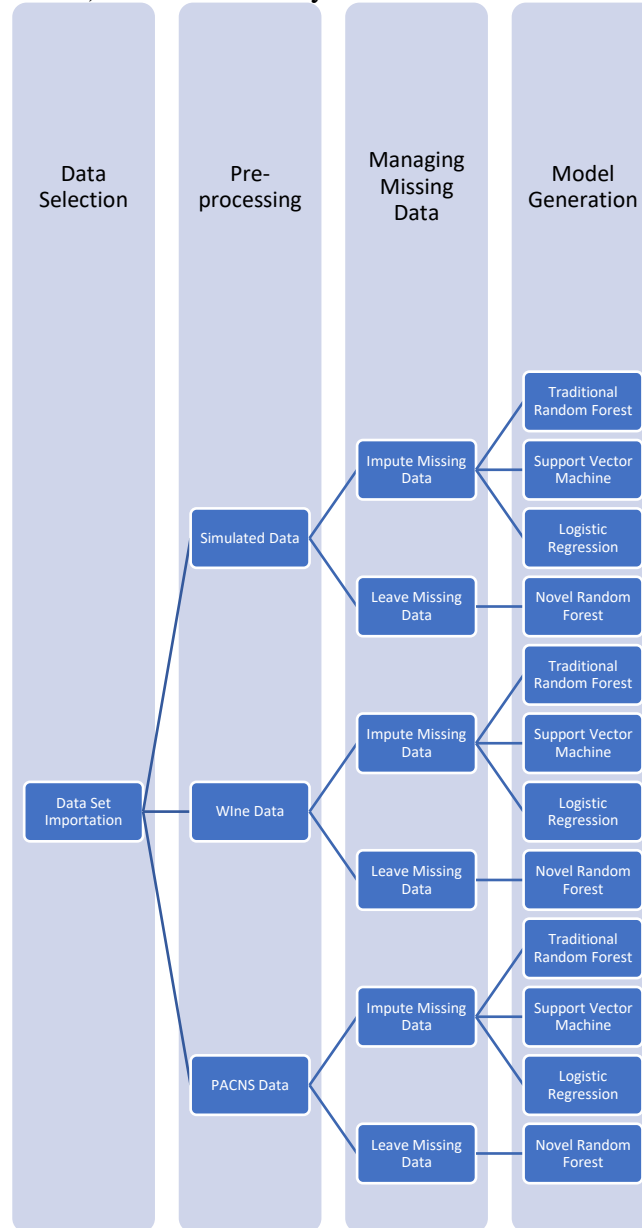 Data
Selection
Pre-
processing
Managing
Missing
Data
Model
Generation
Data Set
Importation
Simulated Data
Impute Missing
Data
Traditional
Random Forest
Support Vector
Machine
Logistic
Regression
Leave Missing
Data
Novel Random
Forest
WIne Data
Impute Missing
Data
Traditional
Random Forest
Support Vector
Machine
Logistic
Regression
Leave Missing
Data
Novel Random
Forest
PACNS Data
Impute Missing
Data
Traditional
Random Forest
Support Vector
Machine
Logistic
Regression
Leave Missing
Data
Novel Random
Forest